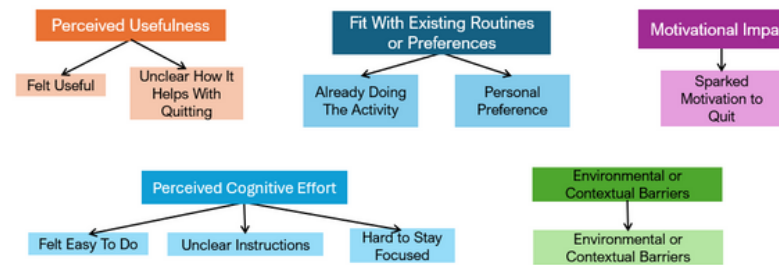 Perceived Usefulness
Fit With Existing Routines
or Preferences
Motivational Impa
Felt Useful
Unclear How It
Helps With
Quitting
Already Doing
The Activity
Personal
Preference
Sparked
Motivation to
Quit
Perceived Cognitive Effort
Environmental or
Contextual Barriers
Felt Easy To Do
Unclear Instructions
Hard to Stay
Focused
Environmental or
Contextual Barriers